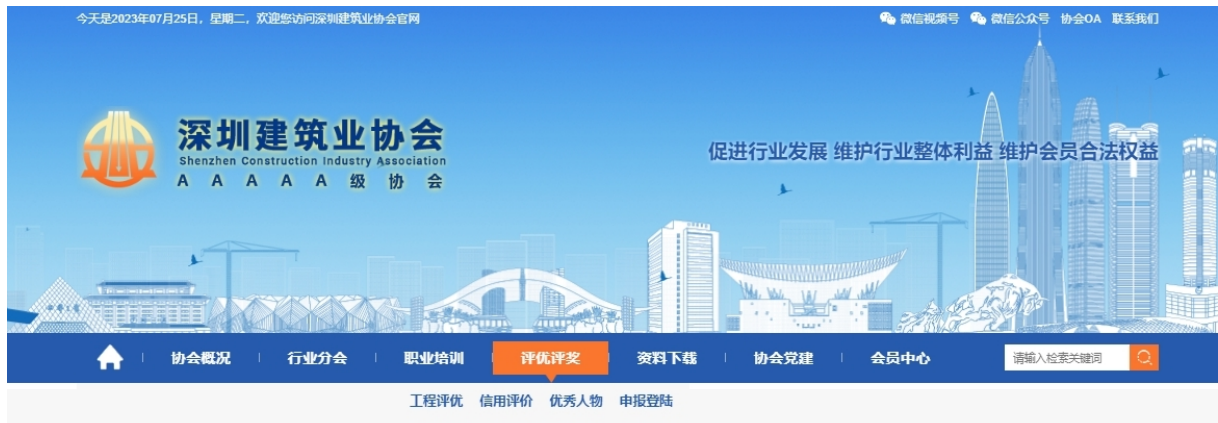 今天是2023年07月25日，星期二，欢迎您访问深圳建筑业协会官网
微信视频号 微信公众号 协会OA 联系我们
深圳建筑业协会
Shenzhen Construction Industry Association
AAAAA级协会
促进行业发展 维护行业整体利益 维护会员合法权益
协会概况 行业分会 职业培训 评优评奖 资料下载 协会党建 会员中心 请输入检索关键词
工程评优 信用评价 优秀人物 申报登陆